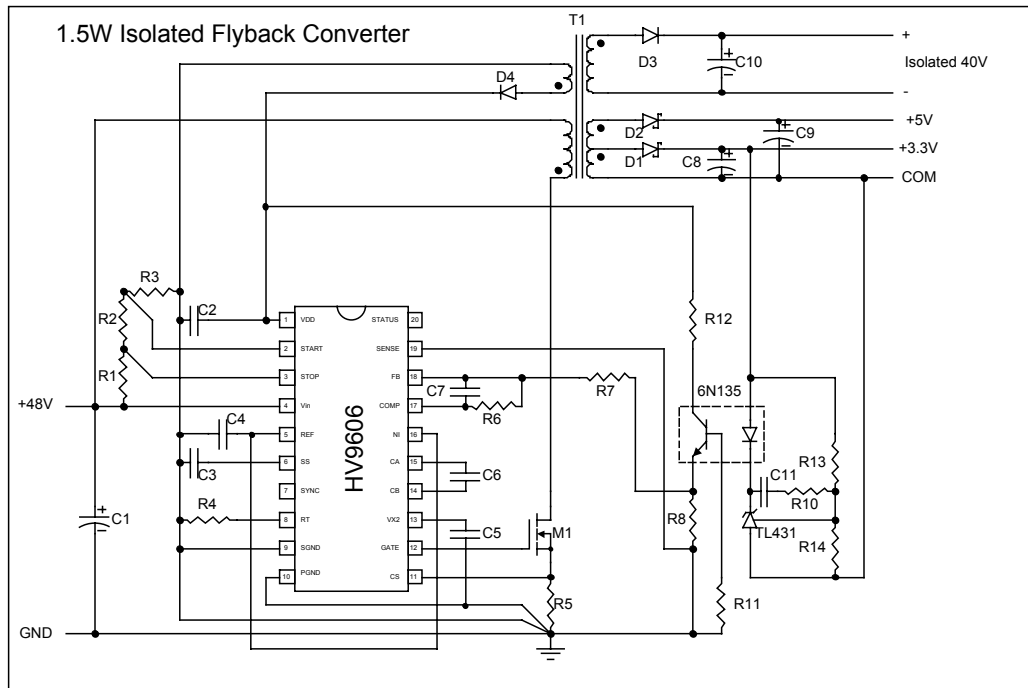 1.5W Isolated Flyback Converter
T1
+
D3
C10
Isolated 40V
D4
-
+5V
D2
C9
+3.3V
D1
C8
COM
R3
C2
R2
R12
R1
C7
R7
6N135
R6
+48V
C4
R13
C3
C6
C11
R10
R4
R8
C1
C5
M1
TL431
R14
R5
R11
GND
HV9606
1 VDD STATUS 20
2 START SENSE 19
3 STOP FB 18
4 Vin COMP 17
5 REF NI 16
6 SS CA 15
7 SYNC CB 14
8 RT VX2 13
9 SGND GATE 12
10 PGND CS 11
+
+
+
+